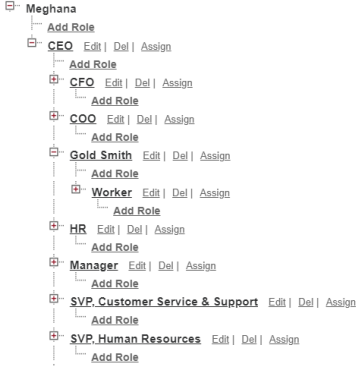 Meghana
Add Role
CEO Edit | Del | Assign
Add Role
CFO Edit | Del | Assign
Add Role
COO Edit | Del | Assign
Add Role
Gold Smith Edit | Del | Assign
Add Role
Worker Edit | Del | Assign
Add Role
HR Edit | Del | Assign
Add Role
Manager Edit | Del | Assign
Add Role
SVP, Customer Service & Support Edit | Del | Assign
Add Role
SVP, Human Resources Edit | Del | Assign
Add Role